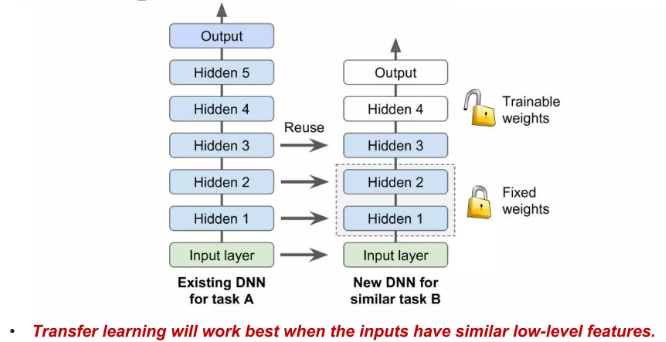 Output
Hidden 5
Hidden 4
Hidden 3
Hidden 2
Hidden 1
Input layer
Existing DNN
for task A
Reuse
Output
Hidden 4
Hidden 3
Hidden 2
Hidden 1
Input layer
New DNN for
similar task B
Trainable
weights
Fixed
weights
• Transfer learning will work best when the inputs have similar low-level features.